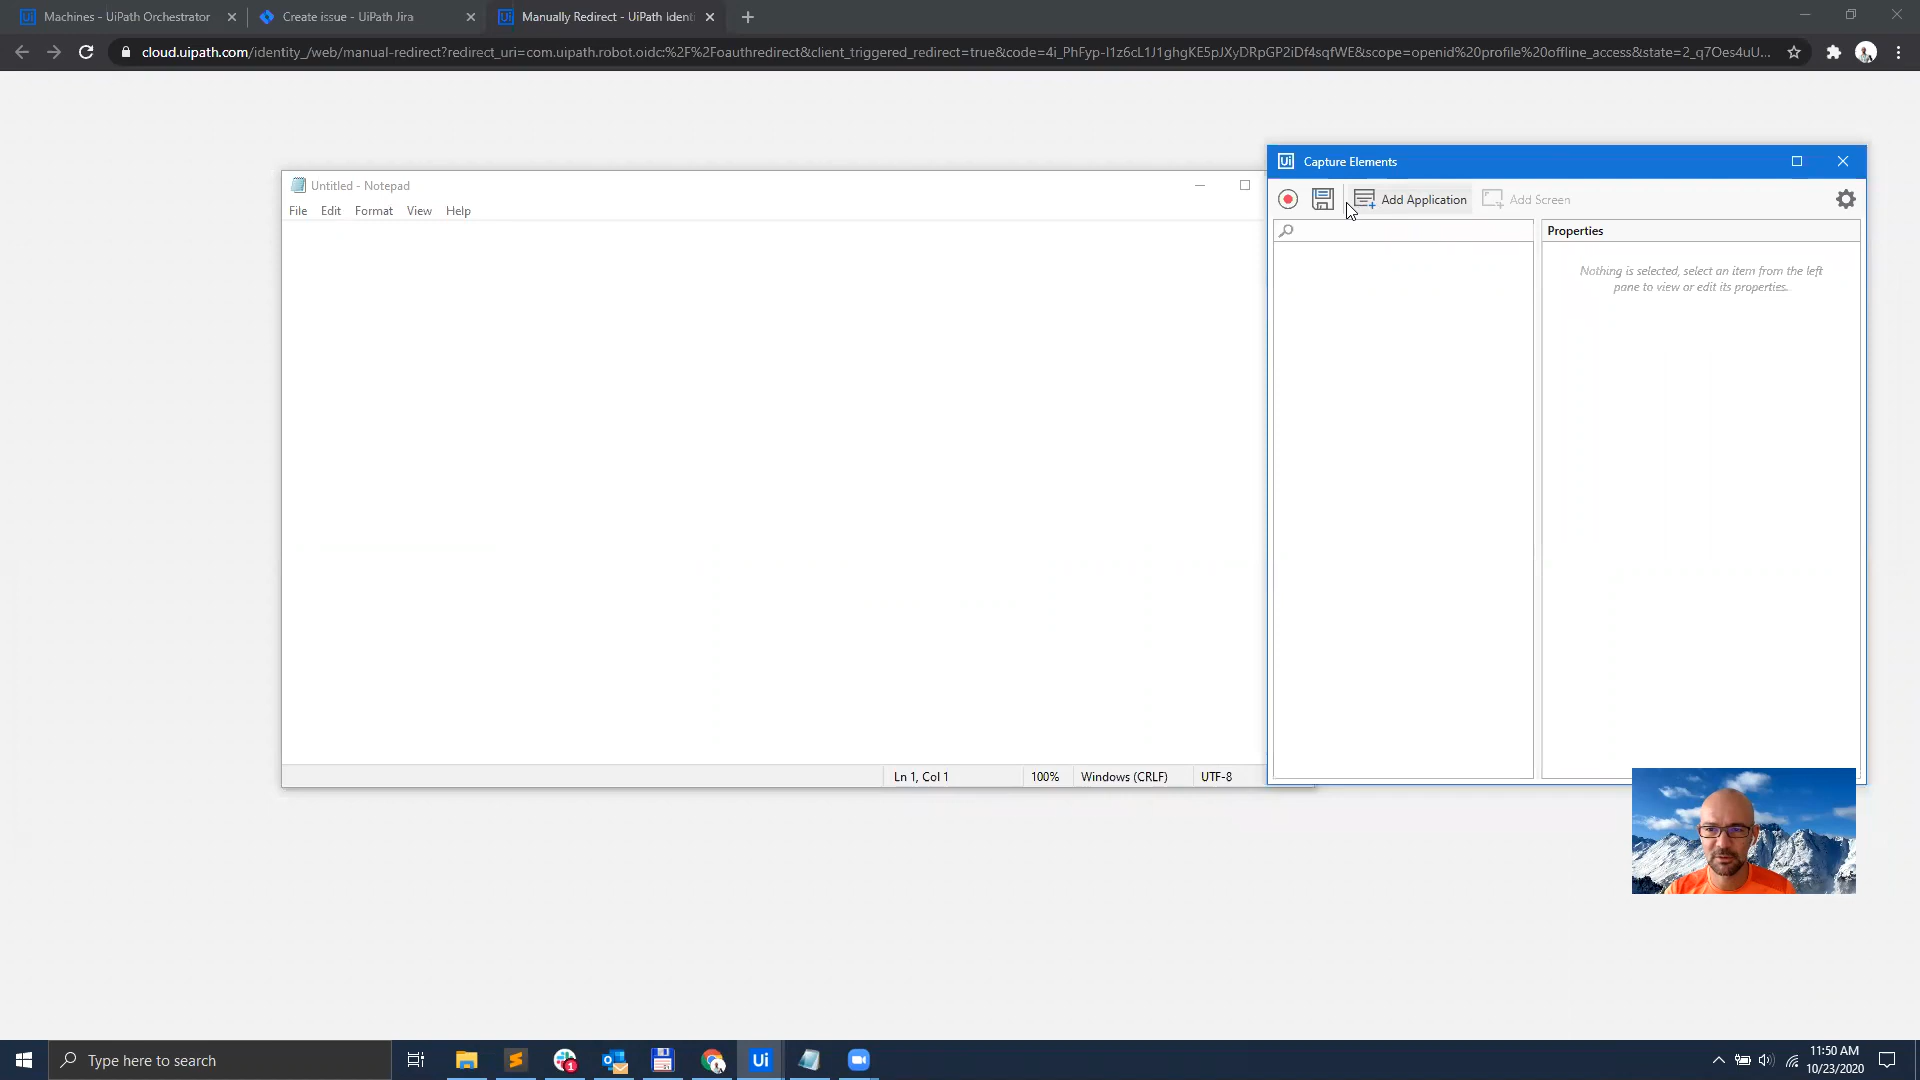 Machines - UiPath Orchestrator
Create issue - UiPath Jira
Manually Redirect - UiPath Identi
cloud.uipath.com/identity_/web/manual-redirect?redirect_uri=com.uipath.robot.oidc:%2F%2Foauthredirect&client_triggered_redirect=true&code=4i_PhFyp-I1z6cL1J1ghgKE5pJXyDRpGP2iDf4sqfWE&scope=openid%20profile%20offline_access&state=2_q7Oes4uU...
Untitled - Notepad
File Edit Format View Help
Ln 1, Col 1
100%
Windows (CRLF)
UTF-8
Ui Capture Elements
Add Application
Add Screen
Properties
Nothing is selected, select an item from the left
pane to view or edit its properties.
Type here to search
1
Ui
11:50 AM
10/23/2020